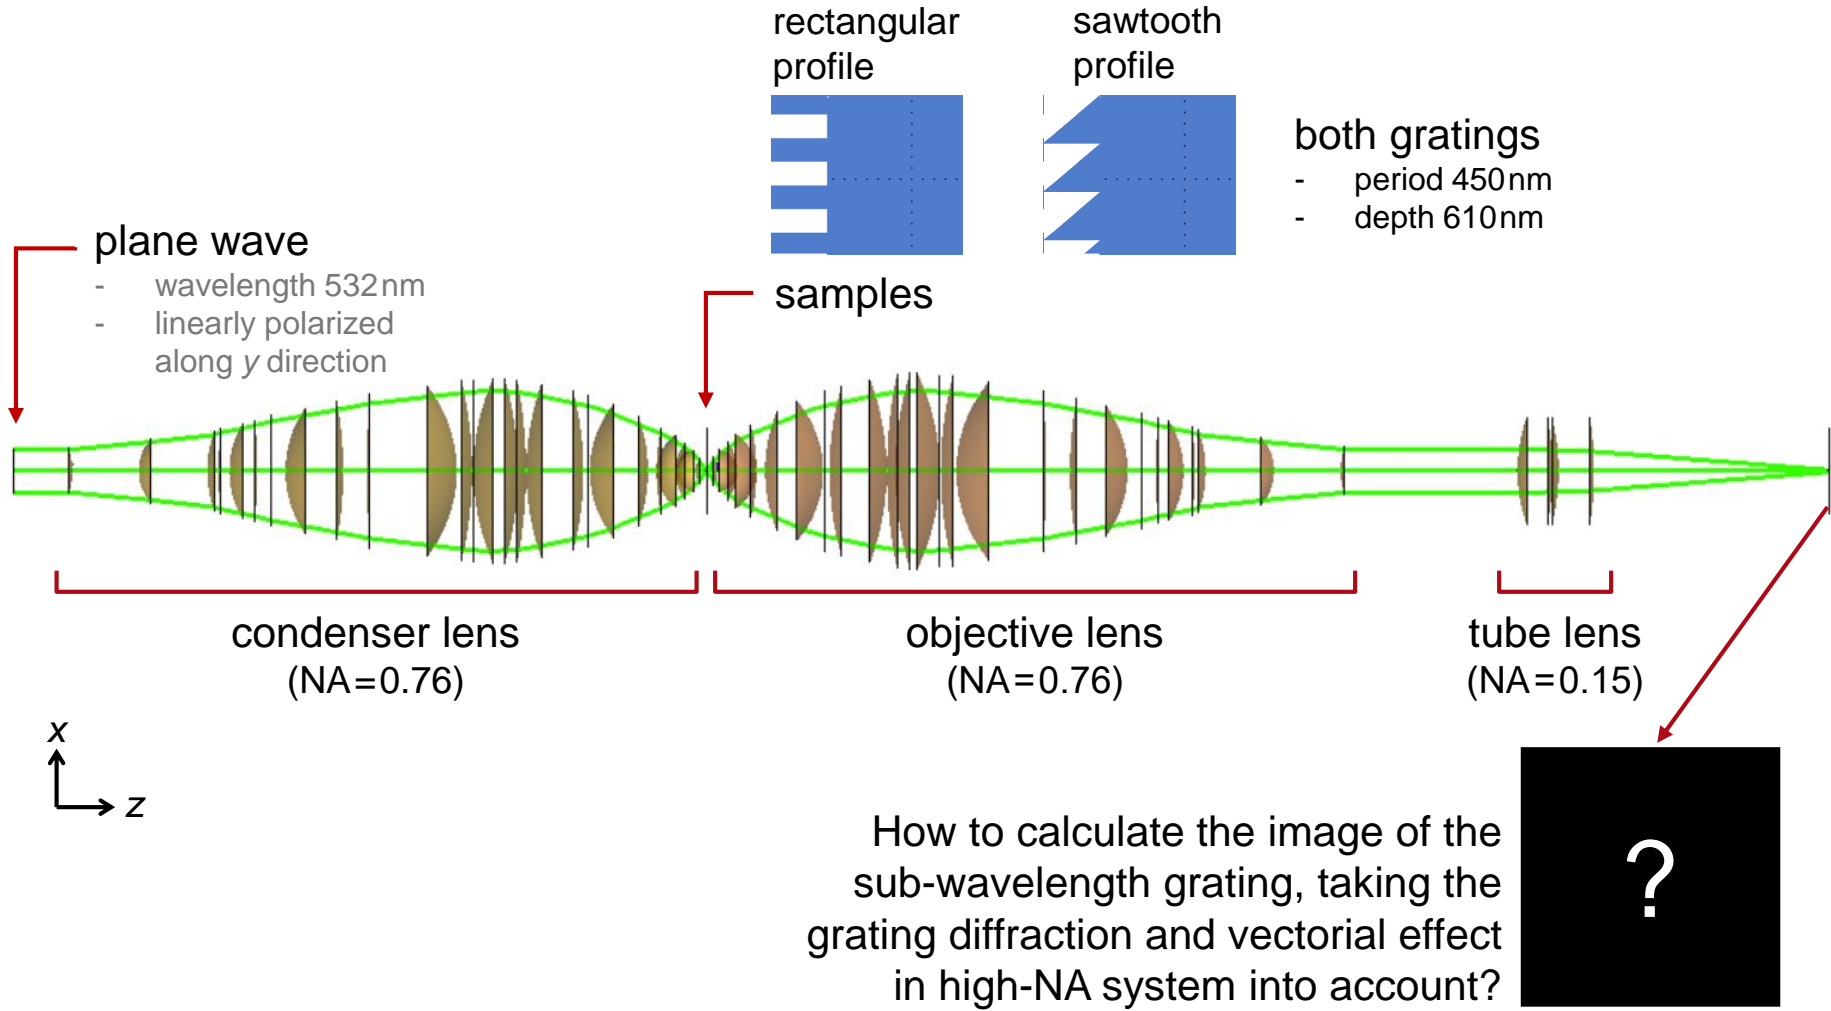 rectangular
profile
sawtooth
profile
both gratings
- period 450nm
- depth 610nm
plane wave
- wavelength 532nm
- linearly polarized
along y direction
samples
condenser lens
(NA=0.76)
objective lens
(NA=0.76)
tube lens
(NA=0.15)
x
z
How to calculate the image of the
sub-wavelength grating, taking the
grating diffraction and vectorial effect
in high-NA system into account?
?